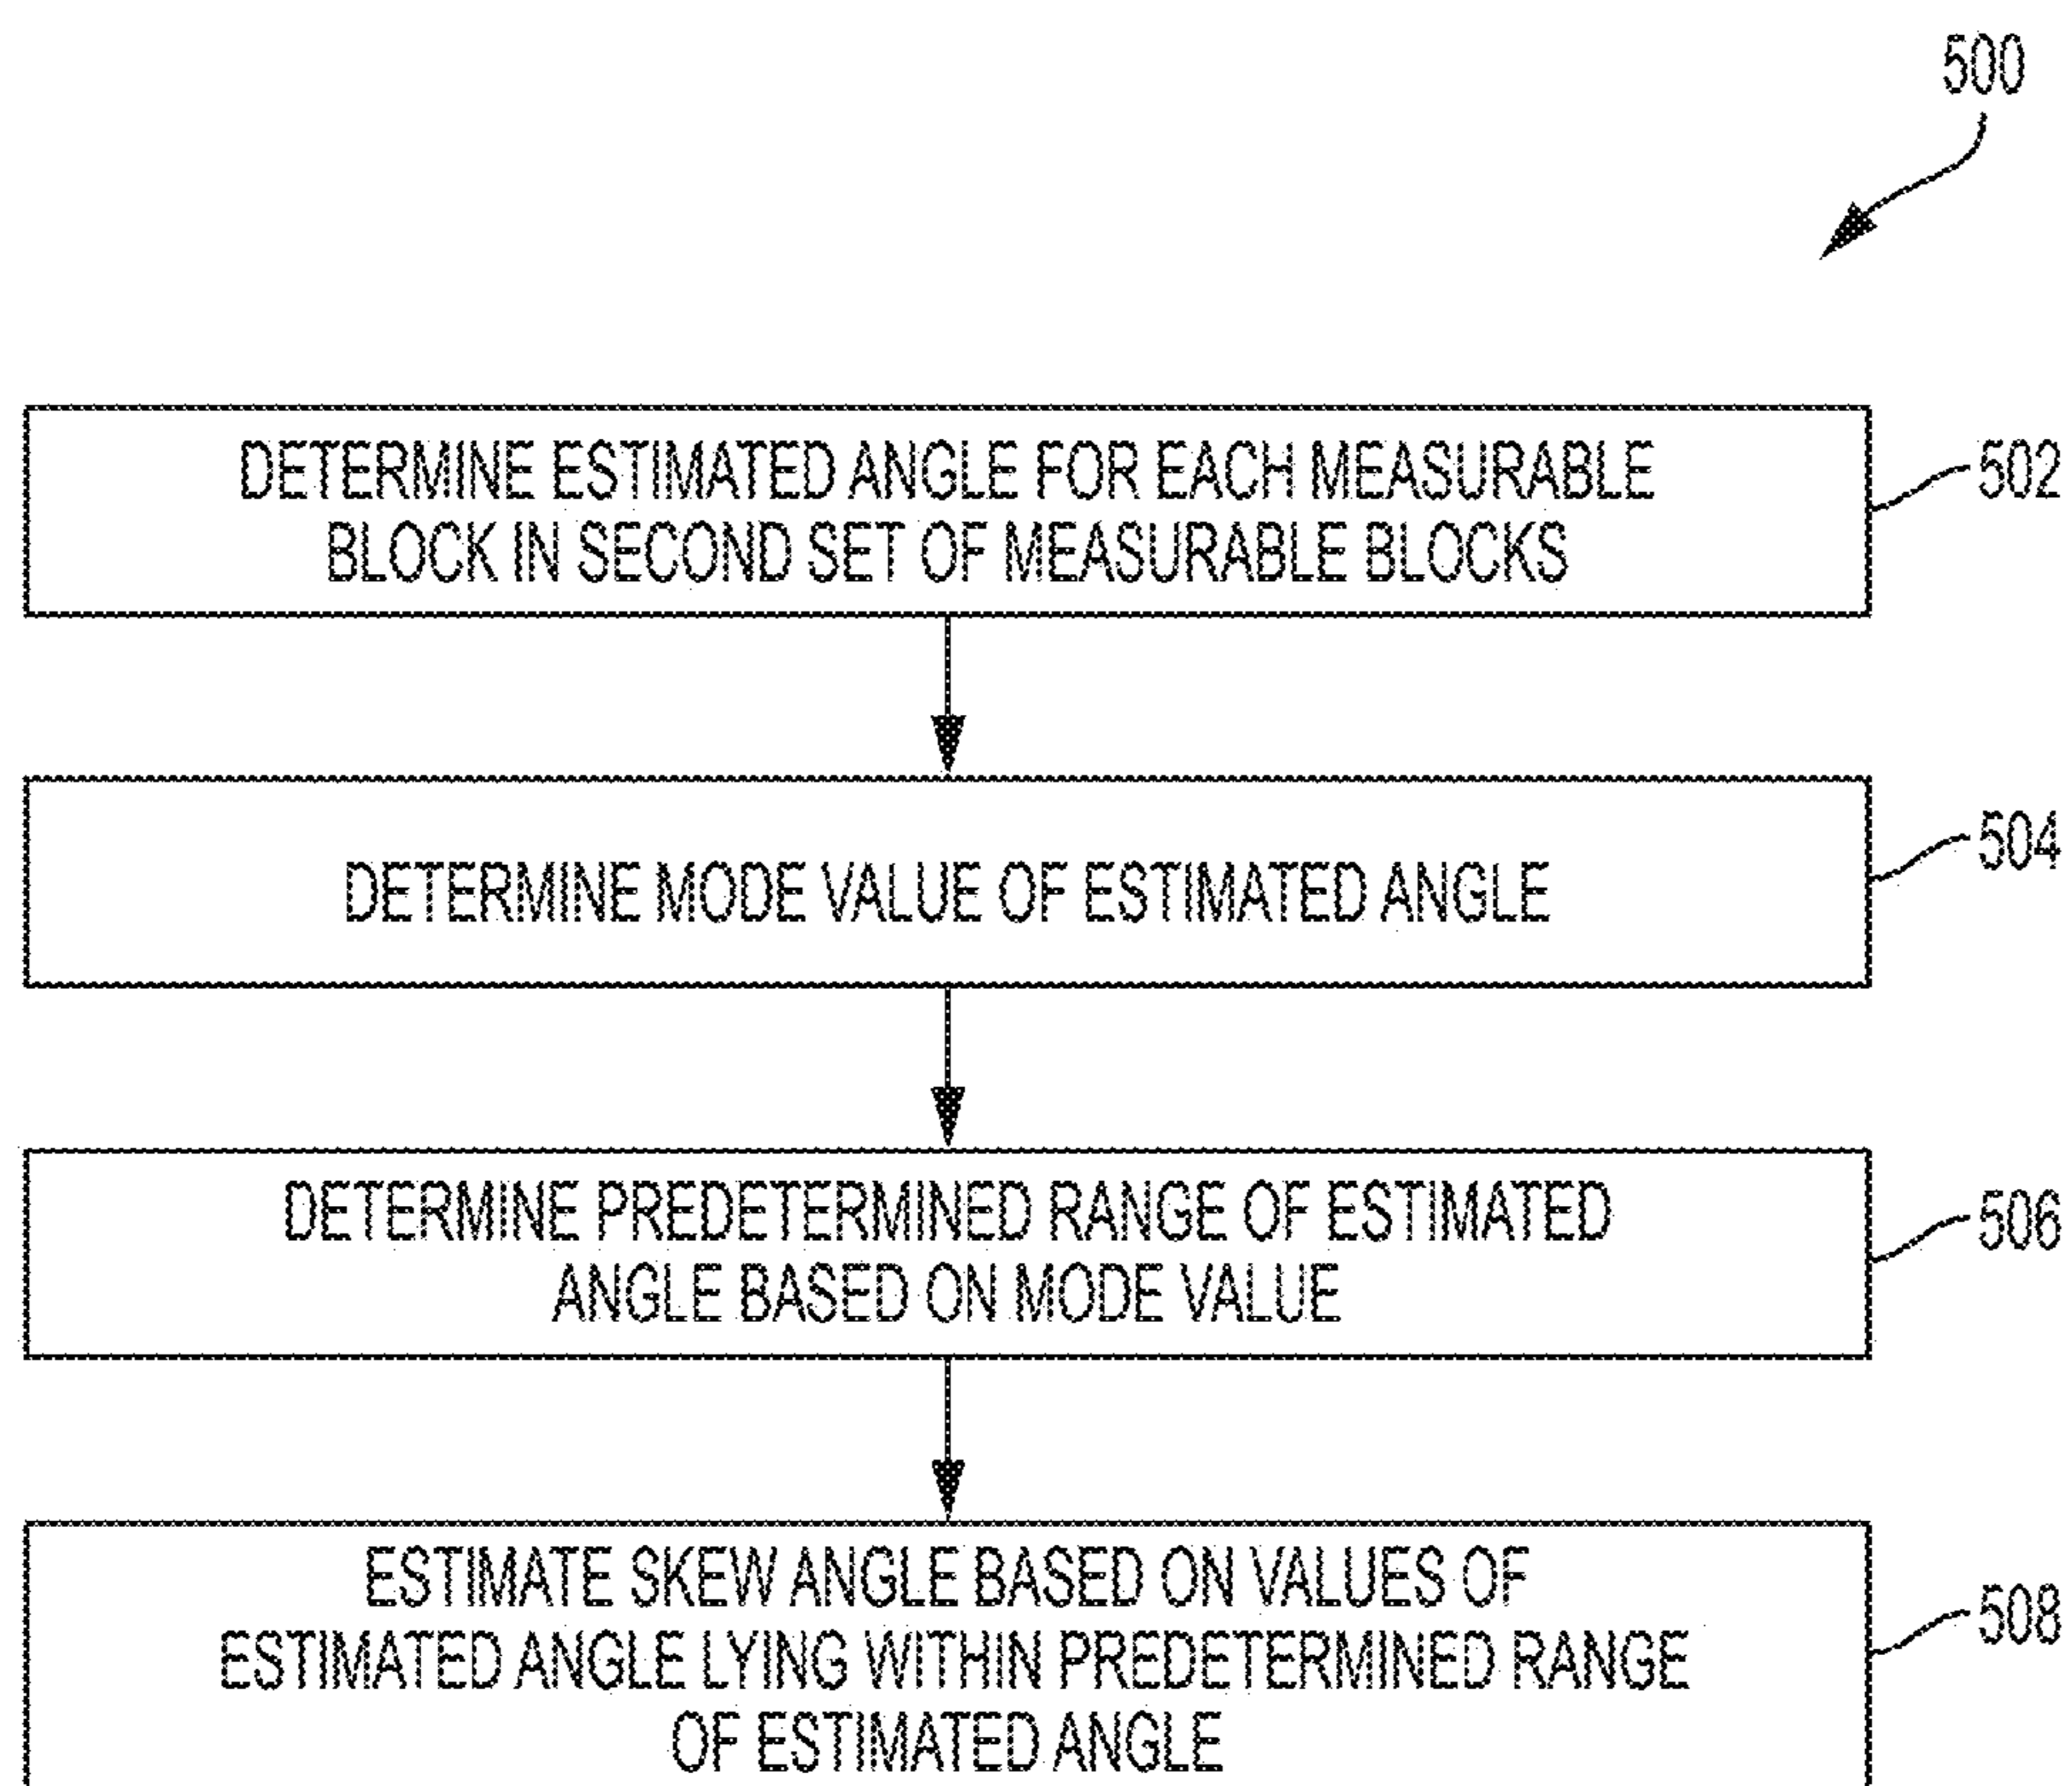 500
DETERMINE ESTIMATED ANGLE FOR EACH MEASURABLE
BLOCK IN SECOND SET OF MEASURABLE BLOCKS
502
DETERMINE MODE VALUE OF ESTIMATED ANGLE
504
DETERMINE PREDETERMINED RANGE OF ESTIMATED
ANGLE BASED ON MODE VALUE
506
ESTIMATE SKEW ANGLE BASED ON VALUES OF
ESTIMATED ANGLE LYING WITHIN PREDETERMINED RANGE
OF ESTIMATED ANGLE
508